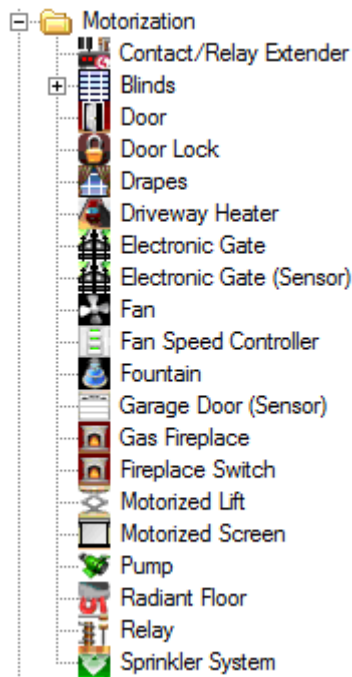 Motorization
Contact/Relay Extender
Blinds
Door
Door Lock
Drapes
Driveway Heater
Electronic Gate
Electronic Gate (Sensor)
Fan
Fan Speed Controller
Fountain
Garage Door (Sensor)
Gas Fireplace
Fireplace Switch
Motorized Lift
Motorized Screen
Pump
Radiant Floor
Relay
Sprinkler System